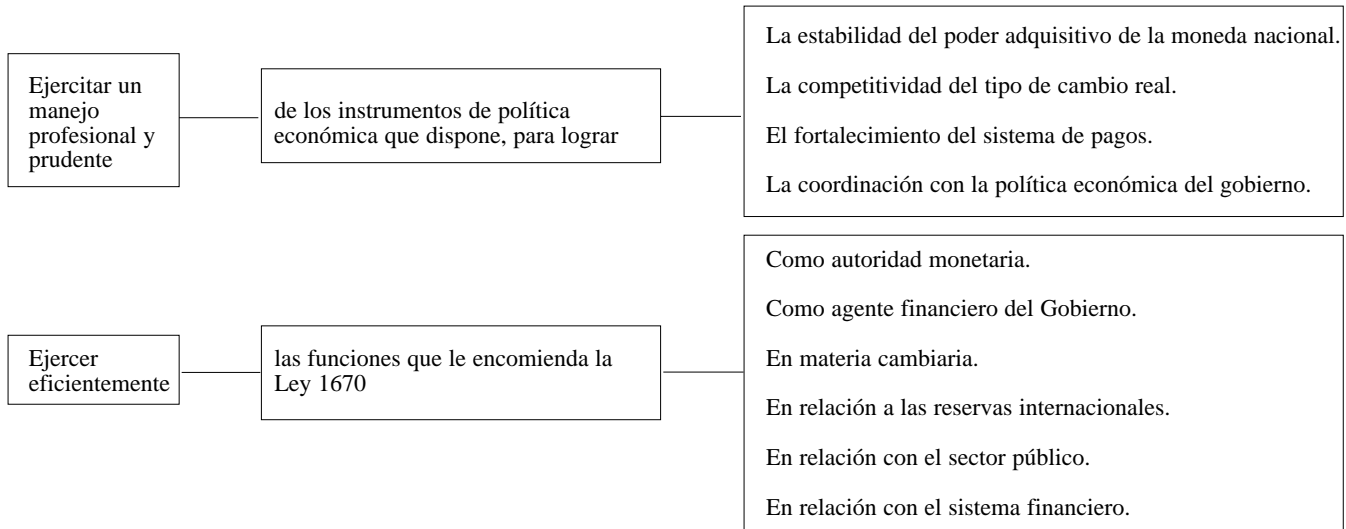 Ejercitar un
manejo
profesional y
prudente
de los instrumentos de política
económica que dispone, para lograr
La estabilidad del poder adquisitivo de la moneda nacional.
La competitividad del tipo de cambio real.
El fortalecimiento del sistema de pagos.
La coordinación con la política económica del gobierno.
Ejercer
eficientemente
las funciones que le encomienda la
Ley 1670
Como autoridad monetaria.
Como agente financiero del Gobierno.
En materia cambiaria.
En relación a las reservas internacionales.
En relación con el sector público.
En relación con el sistema financiero.